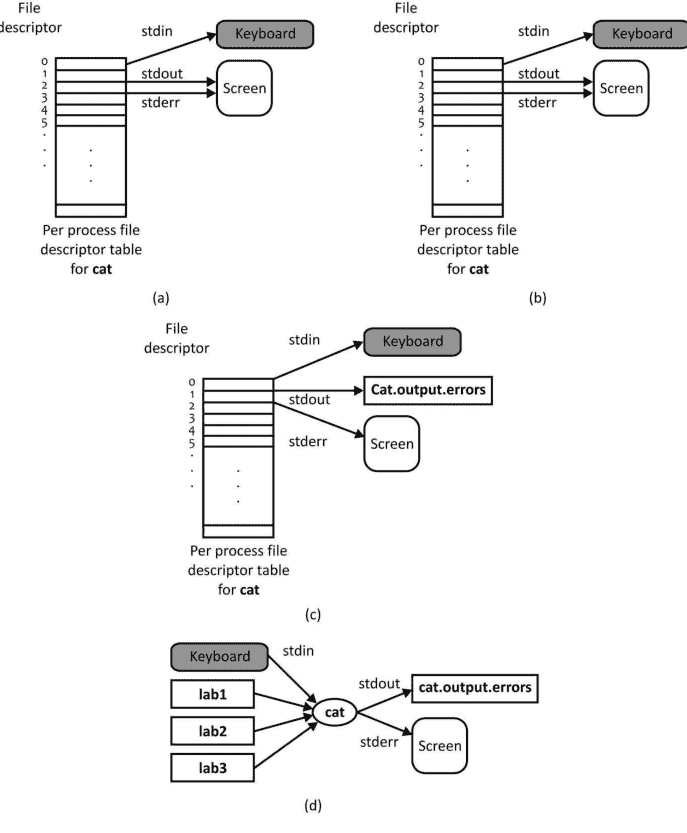 File
descriptor
stdin
Keyboard
0
1
2
3
4
5
stdout
stderr
Screen
Per process file
descriptor table
for cat
(a)
File
descriptor
stdin
Keyboard
0
1
2
3
4
5
stdout
stderr
Screen
Per process file
descriptor table
for cat
(b)
File
descriptor
stdin
Keyboard
0
1
2
3
4
5
Cat.output.errors
stdout
stderr
Screen
Per process file
descriptor table
for cat
(c)
Keyboard
stdin
lab1
lab2
lab3
cat
stdout
cat.output.errors
stderr
Screen
(d)